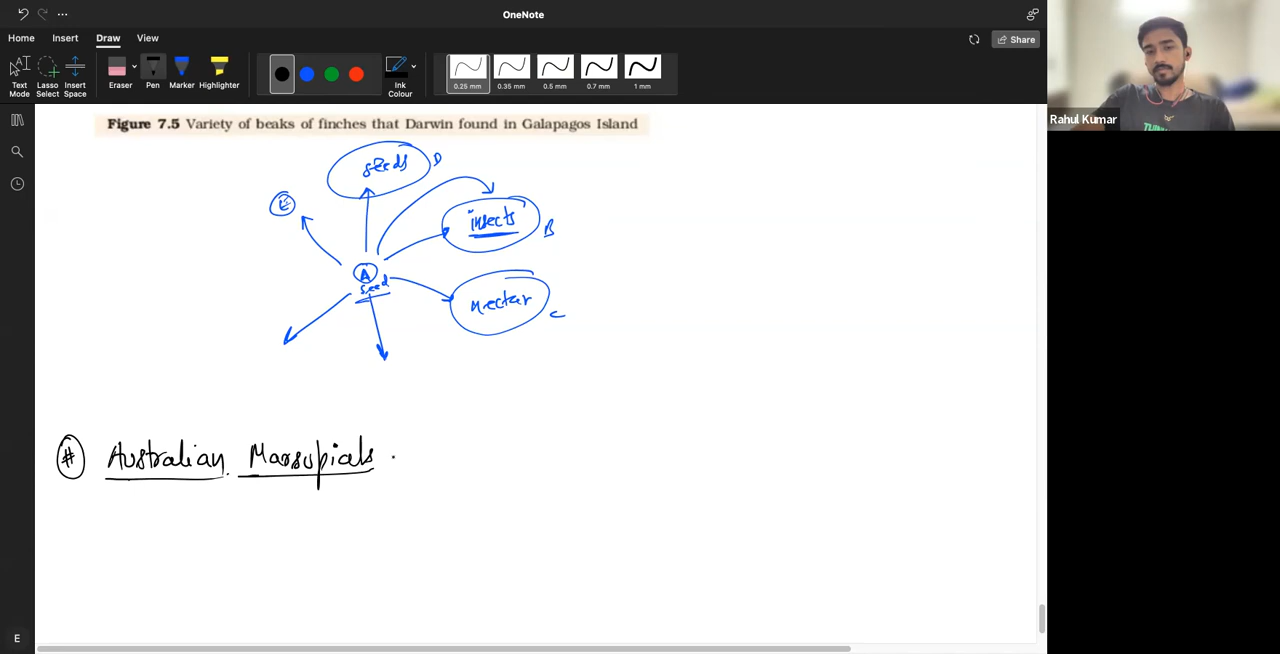 OneNote
Home Insert Draw View
Share
Text Mode
Lasso Select
Insert Space
Eraser
Pen
Marker
Highlighter
Ink Colour
0.25 mm
0.35 mm
0.5 mm
0.7 mm
1 mm
Rahul Kumar
Figure 7.5 Variety of beaks of finches that Darwin found in Galapagos Island
seeds D
E
insects B
A
seed
nectar C
# Australian Marsupials
E